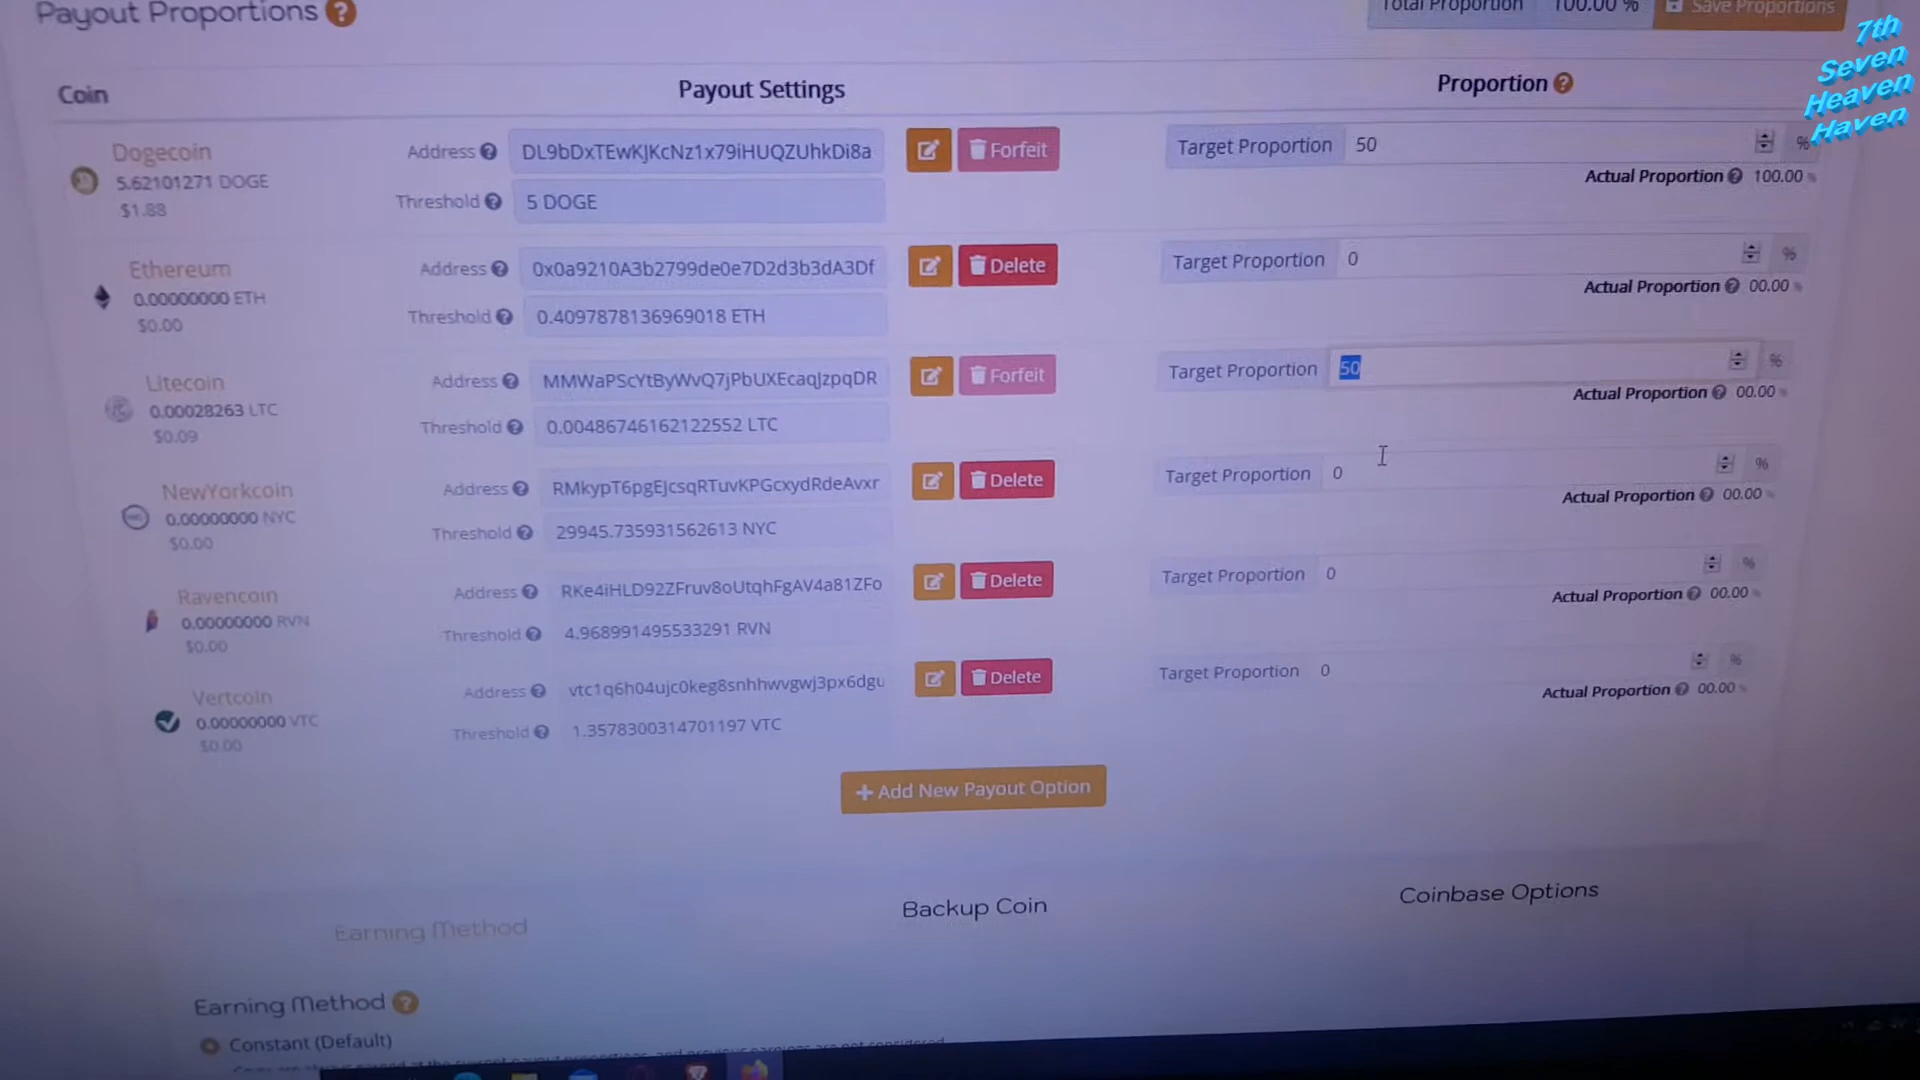 Payout Proportions ?
Total Proportion 100.00 % Save Proportions
7th
Seven
Heaven
Haven
Coin Payout Settings Proportion ?
Dogecoin
5.62101271 DOGE
$1.88
Address ? DL9bDxTEwKJKcNz1x79iHUQZUhkDi8a Forfeit
Threshold ? 5 DOGE
Target Proportion 50 %
Actual Proportion ? 100.00 %
Ethereum
0.00000000 ETH
$0.00
Address ? 0x0a9210A3b2799de0e7D2d3b3dA3Df Delete
Threshold ? 0.4097878136969018 ETH
Target Proportion 0 %
Actual Proportion ? 00.00 %
Litecoin
0.00028263 LTC
$0.09
Address ? MMWaPScYtByWvQ7jPbUXEcaqJzpqDR Forfeit
Threshold ? 0.00486746162122552 LTC
Target Proportion 50 %
Actual Proportion ? 00.00 %
NewYorkcoin
0.00000000 NYC
$0.00
Address ? RMkypT6pgEJcsqRTuvKPGcxydRdeAvxr Delete
Threshold ? 29945.735931562613 NYC
Target Proportion 0 %
Actual Proportion ? 00.00 %
Ravencoin
0.00000000 RVN
$0.00
Address ? RKe4iHLD92ZFruv8oUtqhFgAV4a81ZFo Delete
Threshold ? 4.968991495533291 RVN
Target Proportion 0 %
Actual Proportion ? 00.00 %
Vertcoin
0.00000000 VTC
$0.00
Address ? vtc1q6h04ujc0keg8snhhwvgwj3px6dgu Delete
Threshold ? 1.3578300314701197 VTC
Target Proportion 0 %
Actual Proportion ? 00.00 %
+ Add New Payout Option
Earning Method Backup Coin Coinbase Options
Earning Method ?
Constant (Default)